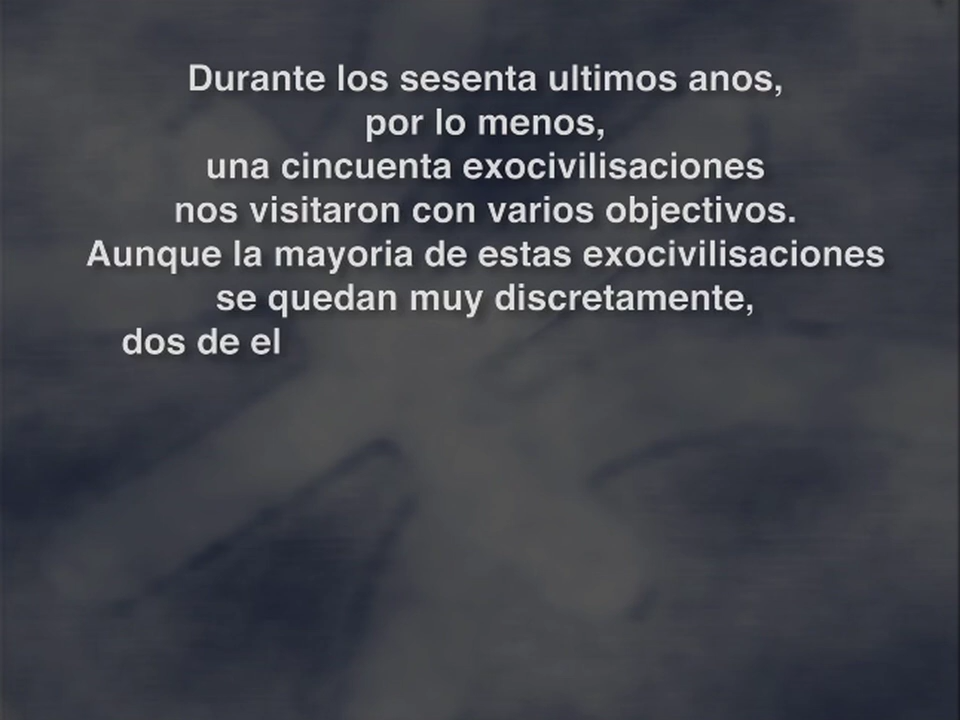 Durante los sesenta ultimos anos,
por lo menos,
una cincuenta exocivilisaciones
nos visitaron con varios objectivos.
Aunque la mayoria de estas exocivilisaciones
se quedan muy discretamente,
dos de el